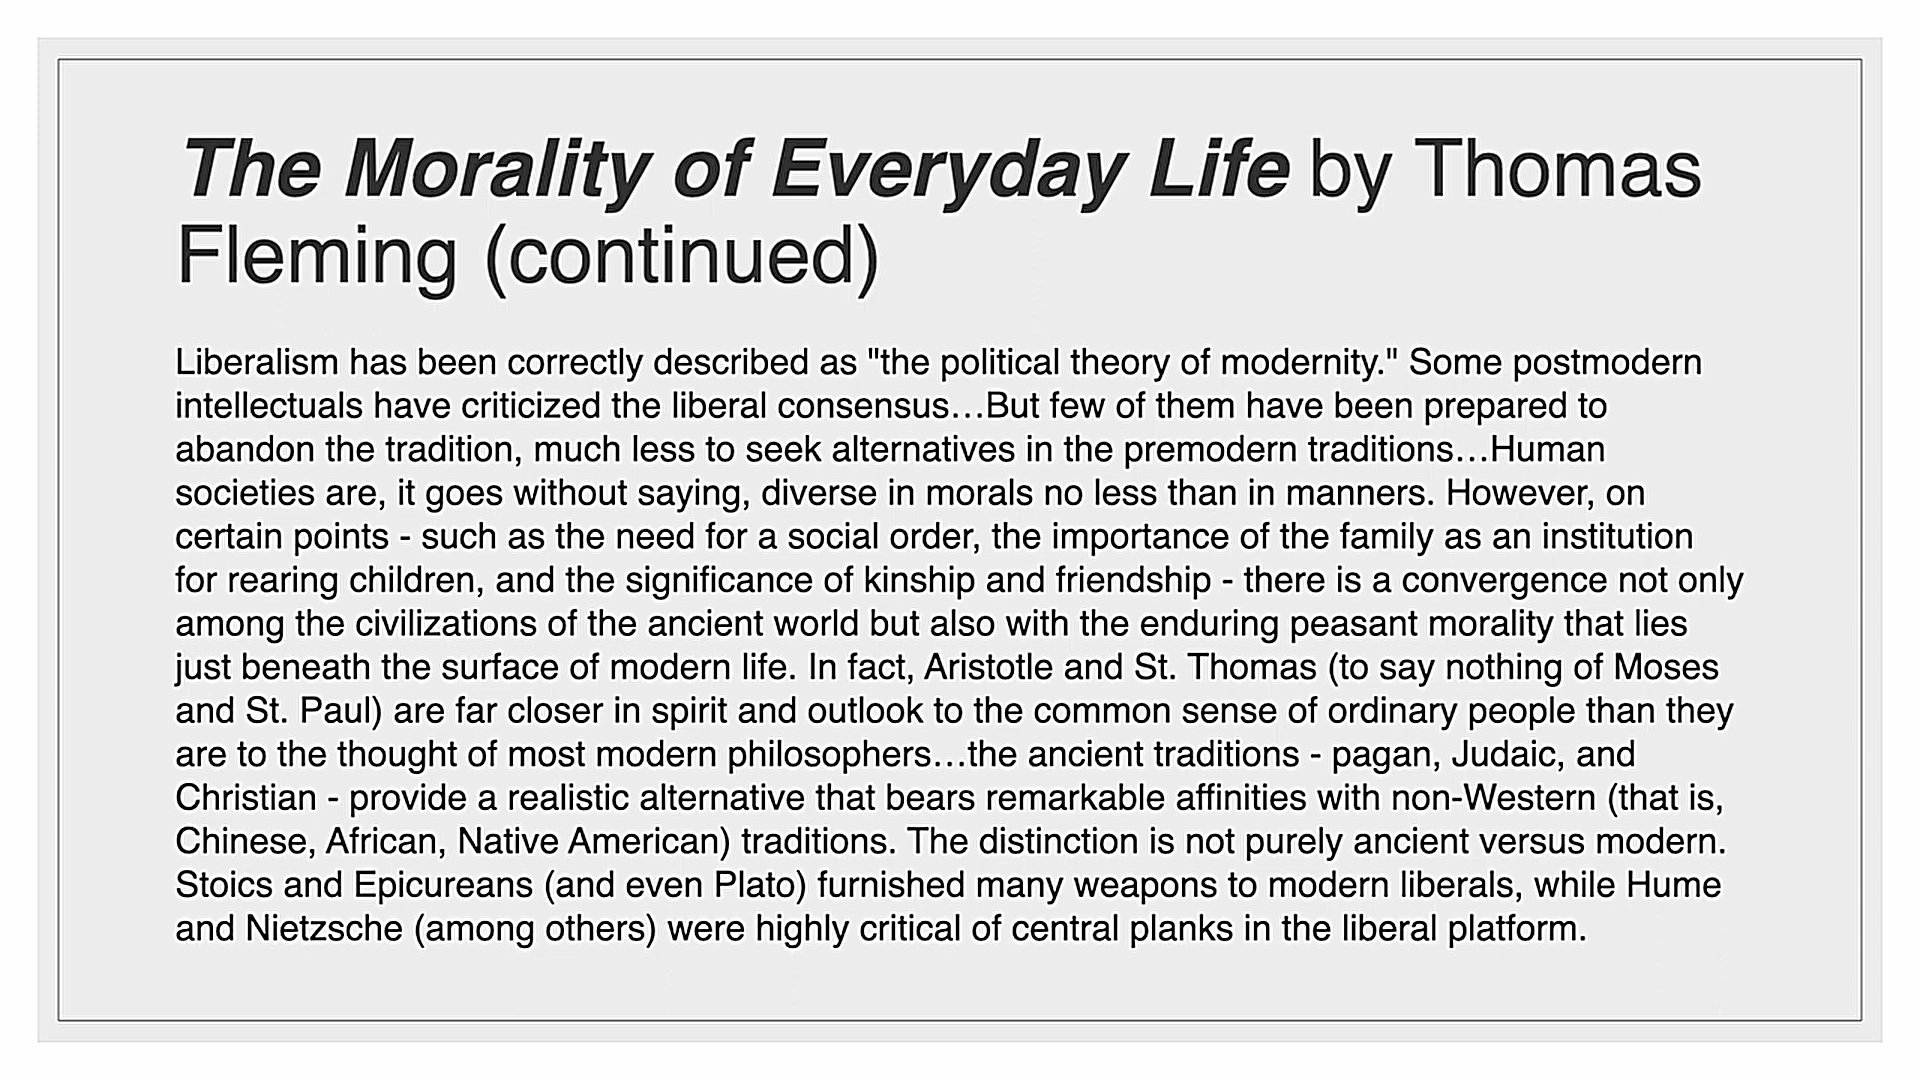 The Morality of Everyday Life by Thomas
Fleming (continued)
Liberalism has been correctly described as "the political theory of modernity." Some postmodern
intellectuals have criticized the liberal consensus…But few of them have been prepared to
abandon the tradition, much less to seek alternatives in the premodern traditions…Human
societies are, it goes without saying, diverse in morals no less than in manners. However, on
certain points - such as the need for a social order, the importance of the family as an institution
for rearing children, and the significance of kinship and friendship - there is a convergence not only
among the civilizations of the ancient world but also with the enduring peasant morality that lies
just beneath the surface of modern life. In fact, Aristotle and St. Thomas (to say nothing of Moses
and St. Paul) are far closer in spirit and outlook to the common sense of ordinary people than they
are to the thought of most modern philosophers…the ancient traditions - pagan, Judaic, and
Christian - provide a realistic alternative that bears remarkable affinities with non-Western (that is,
Chinese, African, Native American) traditions. The distinction is not purely ancient versus modern.
Stoics and Epicureans (and even Plato) furnished many weapons to modern liberals, while Hume
and Nietzsche (among others) were highly critical of central planks in the liberal platform.